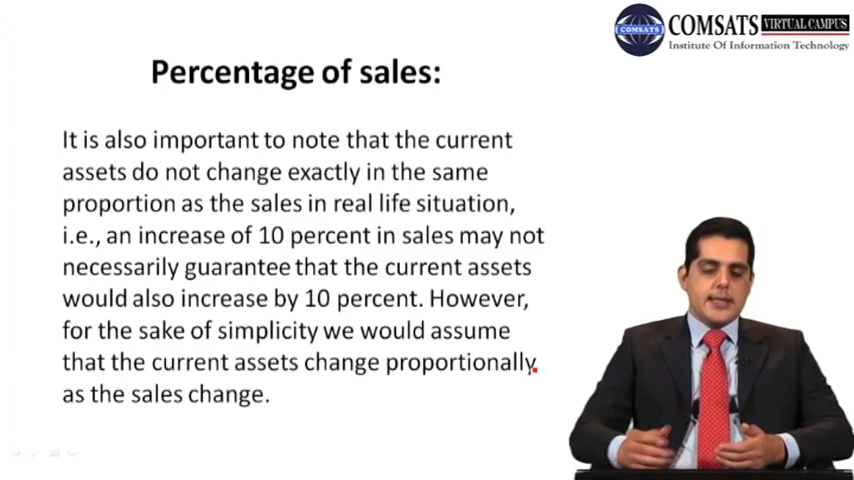 COMSATS VIRTUAL CAMPUS
COMSATS
Institute Of Information Technology
Percentage of sales:
It is also important to note that the current
assets do not change exactly in the same
proportion as the sales in real life situation,
i.e., an increase of 10 percent in sales may not
necessarily guarantee that the current assets
would also increase by 10 percent. However,
for the sake of simplicity we would assume
that the current assets change proportionally
as the sales change.